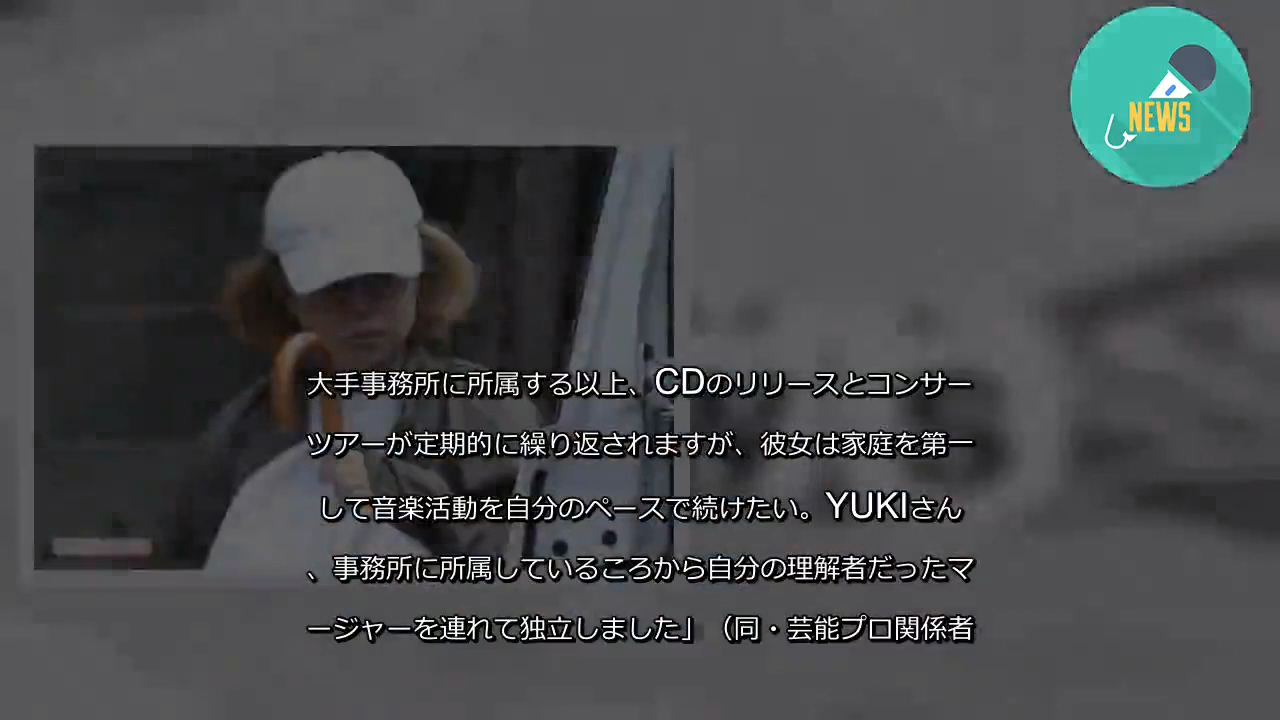 NEWS
大手事務所に所属する以上、CDのリリースとコンサー
ツアーが定期的に繰り返されますが、彼女は家庭を第一
して音楽活動を自分のペースで続けたい。YUKIさん
、事務所に所属しているころから自分の理解者だったマ
ージャーを連れて独立しました」（同・芸能プロ関係者